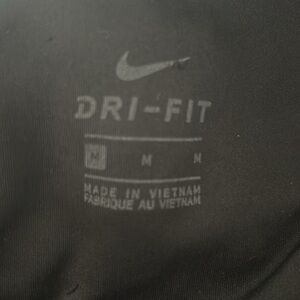 DRI-FIT
M M M
MADE IN VIETNAM
FABRIQUE AU VIETNAM